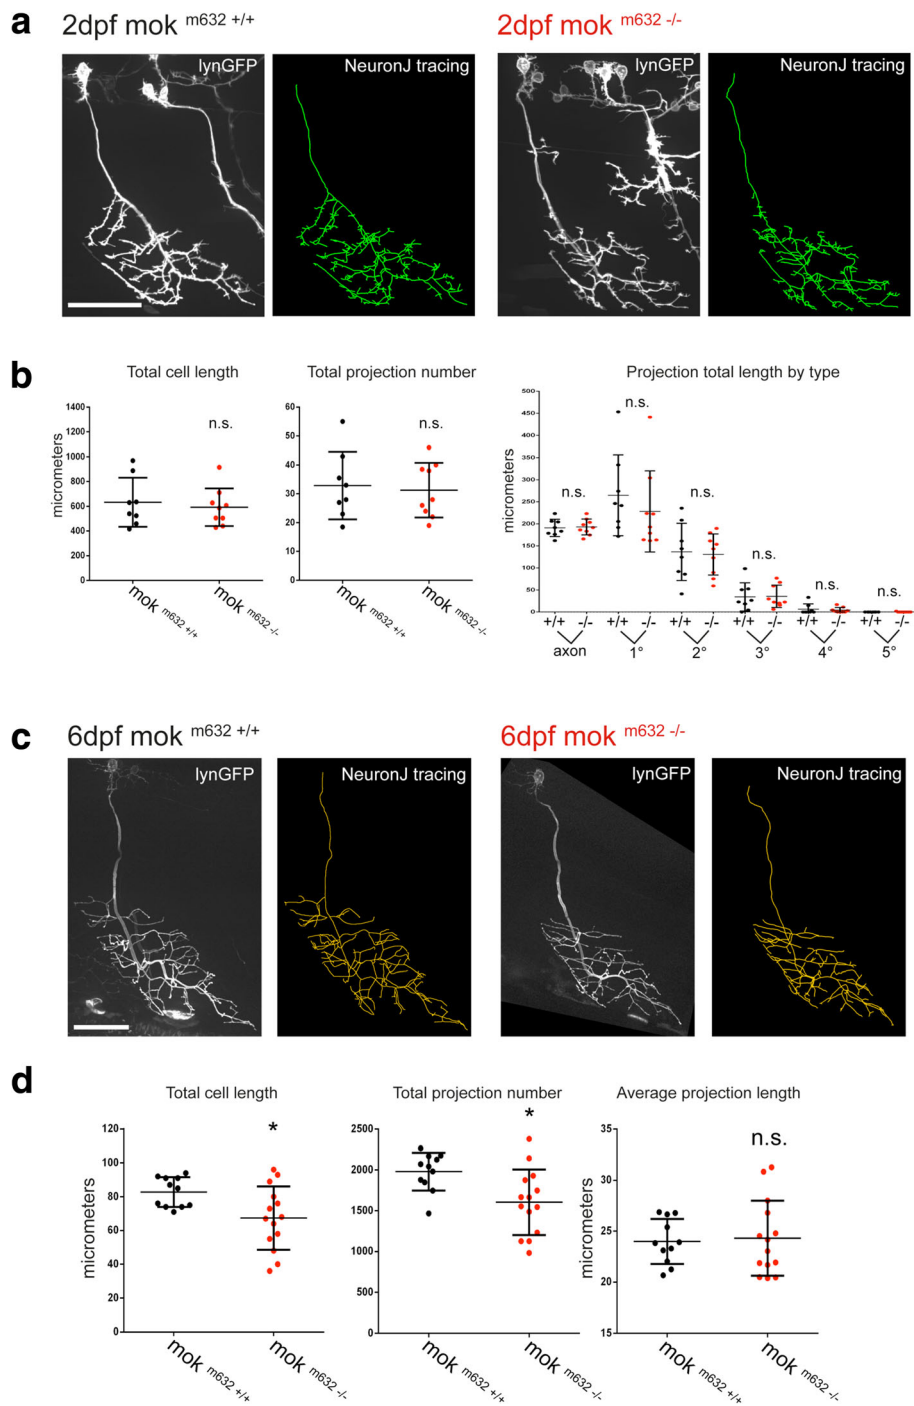 a
2dpf mok m632 +/+
2dpf mok m632 -/-
lynGFP
NeuronJ tracing
lynGFP
NeuronJ tracing
b
Total cell length
Total projection number
Projection total length by type
micrometers
1400
1200
1000
800
600
400
200
0
n.s.
mok m632 +/+
mok m632 -/-
60
50
40
30
20
10
0
n.s.
mok m632 +/+
mok m632 -/-
micrometers
500
450
400
350
300
250
200
150
100
50
0
n.s.
n.s.
n.s.
n.s.
n.s.
n.s.
+/+ -/- +/+ -/- +/+ -/- +/+ -/- +/+ -/- +/+ -/-
axon 1° 2° 3° 4° 5°
c
6dpf mok m632 +/+
6dpf mok m632 -/-
lynGFP
NeuronJ tracing
lynGFP
NeuronJ tracing
d
Total cell length
Total projection number
Average projection length
micrometers
120
100
80
60
40
20
0
*
mok m632 +/+
mok m632 -/-
2500
2000
1500
1000
500
0
*
mok m632 +/+
mok m632 -/-
micrometers
35
30
25
20
15
n.s.
mok m632 +/+
mok m632 -/-